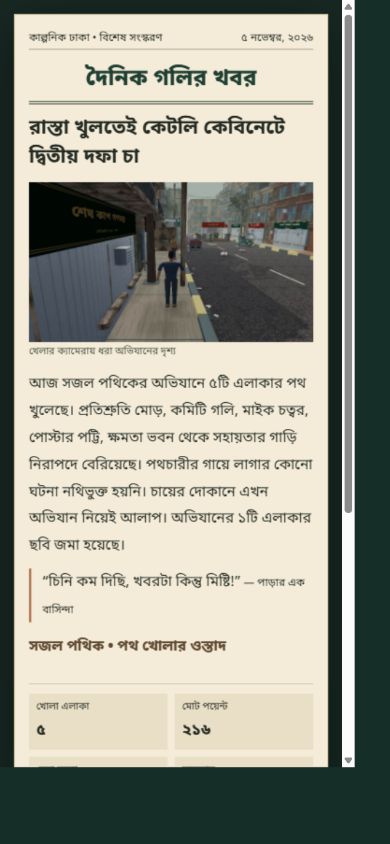 কাল্পনিক ঢাকা • বিশেষ সংস্করণ
৫ নভেম্বর, ২০২৬
দৈনিক গলির খবর
রাস্তা খুলতেই কেটলি কেবিনেটে
দ্বিতীয় দফা চা
শেষ কাপ
খেলার ক্যামেরায় ধরা অভিযানের দৃশ্য
আজ সজল পথিকের অভিযানে ৫টি এলাকার পথ
খুলেছে। প্রতিশ্রুতি মোড়, কমিটি গলি, মাইক চত্বর,
পোস্টার পট্টি, ক্ষমতা ভবন থেকে সহায়তার গাড়ি
নিরাপদে বেরিয়েছে। পথচারীর গায়ে লাগার কোনো
ঘটনা নথিভুক্ত হয়নি। চায়ের দোকানে এখন
অভিযান নিয়েই আলাপ। অভিযানের ১টি এলাকার
ছবি জমা হয়েছে।
“চিনি কম দিছি, খবরটা কিন্তু মিষ্টি!” — পাড়ার এক
বাসিন্দা
সজল পথিক • পথ খোলার ওস্তাদ
খোলা এলাকা
৫
মোট পয়েন্ট
২১৬